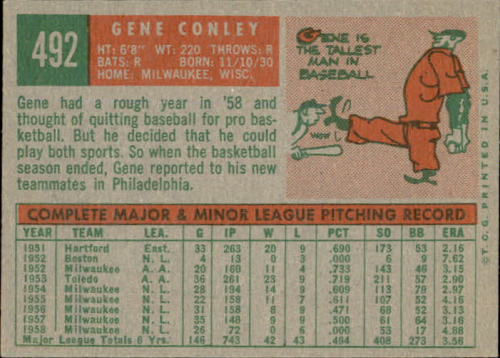 492
GENE CONLEY
HT: 6'8" WT: 220 THROWS: R
BATS: R BORN: 11/10/30
HOME: MILWAUKEE, WISC.
Gene had a rough year in '58 and
thought of quitting baseball for pro bas-
ketball. But he decided that he could
play both sports. So when the basketball
season ended, Gene reported to his new
teammates in Philadelphia.
GENE IS
THE TALLEST
MAN IN
BASEBALL
WOW!
© T.C.G. PRINTED IN U.S.A.
COMPLETE MAJOR & MINOR LEAGUE PITCHING RECORD
YEAR TEAM LEA. G IP W L PCT SO BB ERA
1951 Hartford East. 33 263 20 9 .690 173 53 2.16
1952 Boston N. L. 4 13 0 3 .000 6 9 7.62
1952 Milwaukee A. A. 20 160 11 4 .733 143 46 3.15
1953 Toledo A. A. 36 261 23 9 .719 211 57 2.90
1954 Milwaukee N. L. 28 194 14 9 .609 113 79 2.97
1955 Milwaukee N. L. 22 158 11 7 .611 107 52 4.16
1956 Milwaukee N. L. 31 158 8 9 .471 68 52 3.13
1957 Milwaukee N. L. 35 148 9 9 .500 61 64 3.16
1958 Milwaukee N. L. 26 72 0 6 .000 53 17 4.88
Major League Totals 6 Yrs. 146 743 42 43 .494 408 273 3.56